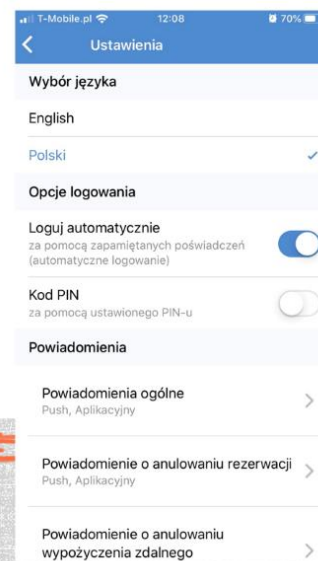 T-Mobile.pl 12:08 70%
Ustawienia
Wybór języka
English
Polski
Opcje logowania
Loguj automatycznie
za pomocą zapamiętanych poświadczeń
(automatyczne logowanie)
Kod PIN
za pomocą ustawionego PIN-u
Powiadomienia
Powiadomienia ogólne
Push, Aplikacyjny
Powiadomienie o anulowaniu rezerwacji
Push, Aplikacyjny
Powiadomienie o anulowaniu
wypożyczenia zdalnego